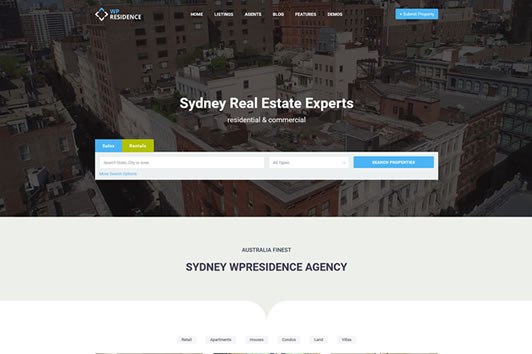 WP
RESIDENCE
HOME LISTINGS AGENTS BLOG FEATURES DEMOS
+ Submit Property
Sydney Real Estate Experts
residential & commercial
Sales Rentals
Search State, City or Area
All Types
SEARCH PROPERTIES
More Search Options
AUSTRALIA FINEST
SYDNEY WPRESIDENCE AGENCY
Retail Apartments Houses Condos Land Villas